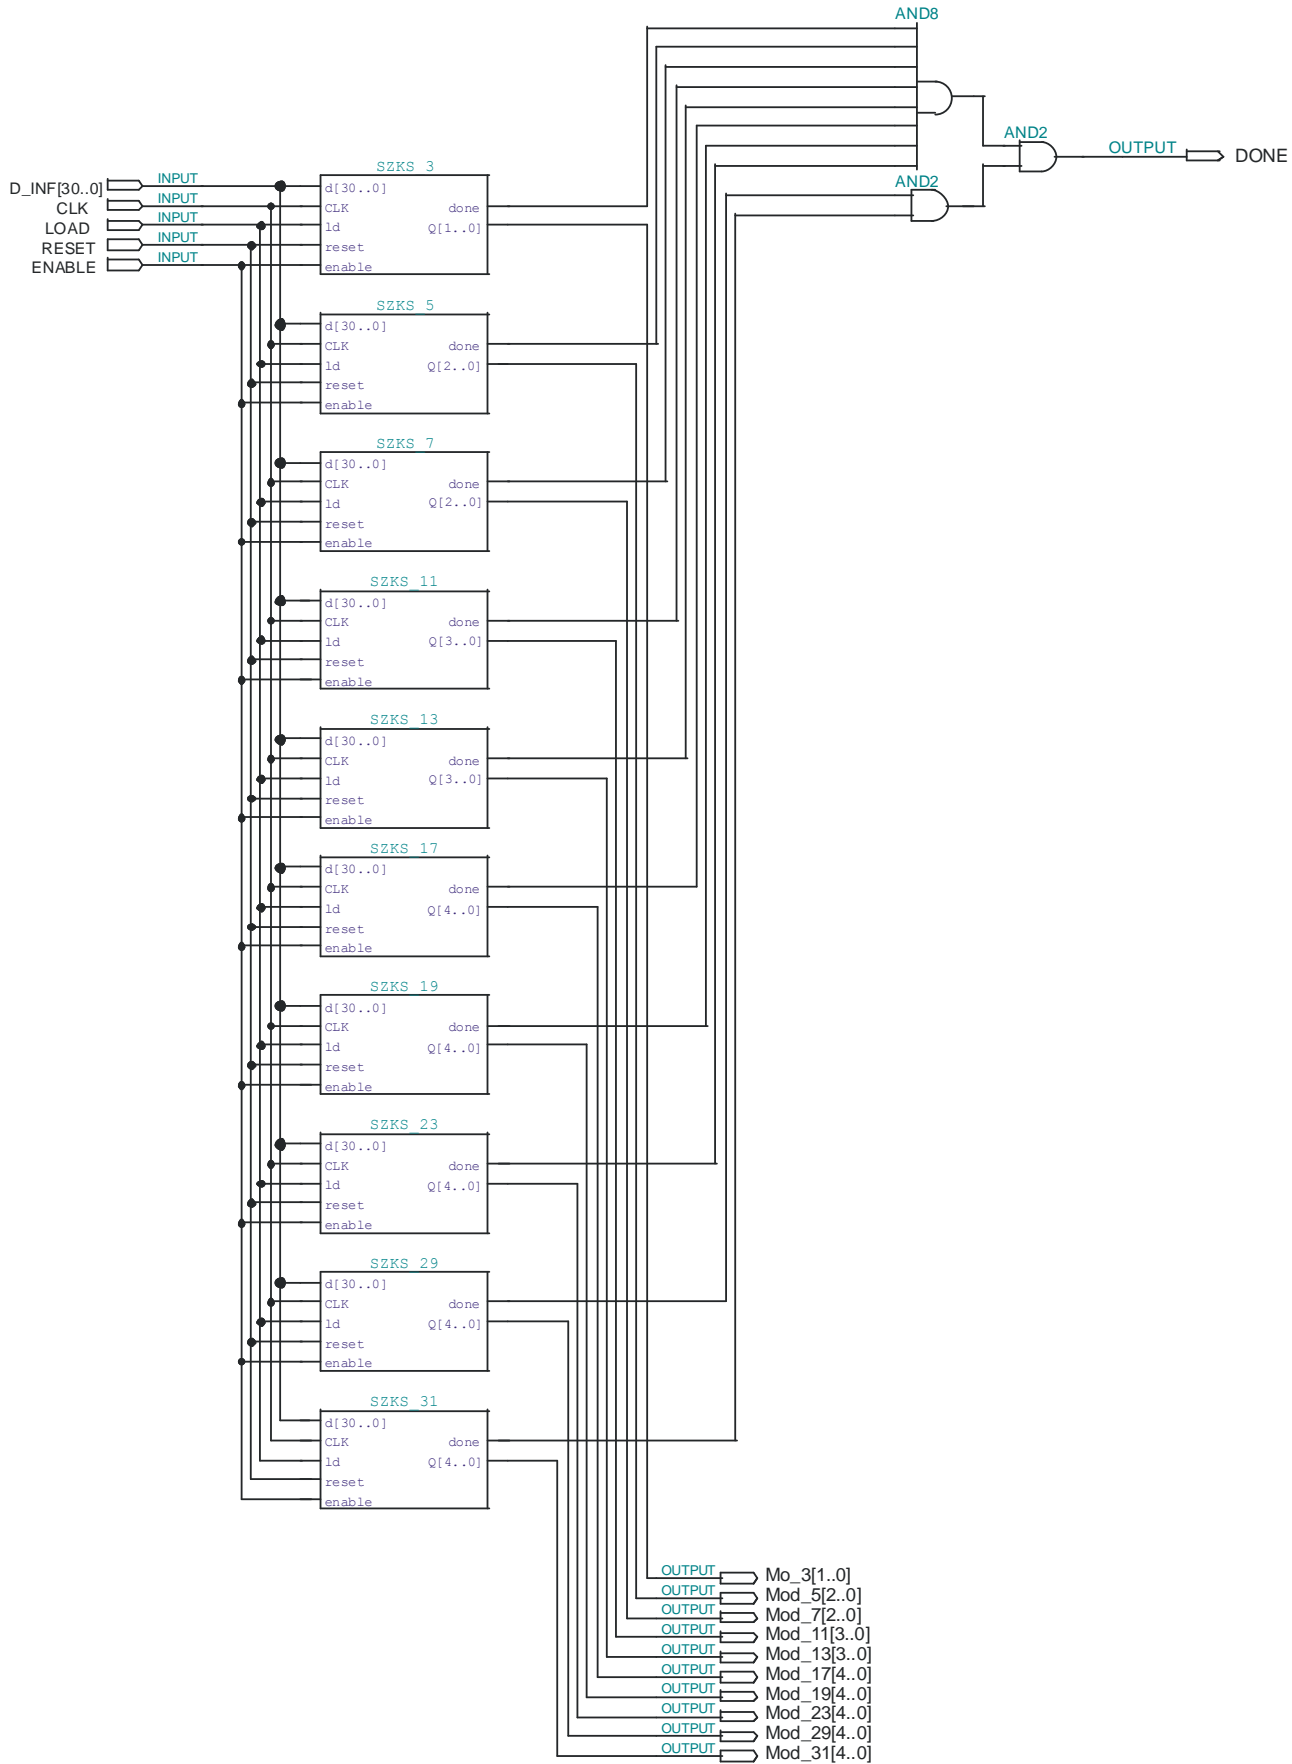 AND8
AND2
OUTPUT DONE
AND2
D_INF[30..0] INPUT
CLK INPUT
LOAD INPUT
RESET INPUT
ENABLE INPUT
SZKS_3
d[30..0]
CLK done
ld Q[1..0]
reset
enable
SZKS_5
d[30..0]
CLK done
ld Q[2..0]
reset
enable
SZKS_7
d[30..0]
CLK done
ld Q[2..0]
reset
enable
SZKS_11
d[30..0]
CLK done
ld Q[3..0]
reset
enable
SZKS_13
d[30..0]
CLK done
ld Q[3..0]
reset
enable
SZKS_17
d[30..0]
CLK done
ld Q[4..0]
reset
enable
SZKS_19
d[30..0]
CLK done
ld Q[4..0]
reset
enable
SZKS_23
d[30..0]
CLK done
ld Q[4..0]
reset
enable
SZKS_29
d[30..0]
CLK done
ld Q[4..0]
reset
enable
SZKS_31
d[30..0]
CLK done
ld Q[4..0]
reset
enable
OUTPUT Mo_3[1..0]
OUTPUT Mod_5[2..0]
OUTPUT Mod_7[2..0]
OUTPUT Mod_11[3..0]
OUTPUT Mod_13[3..0]
OUTPUT Mod_17[4..0]
OUTPUT Mod_19[4..0]
OUTPUT Mod_23[4..0]
OUTPUT Mod_29[4..0]
OUTPUT Mod_31[4..0]